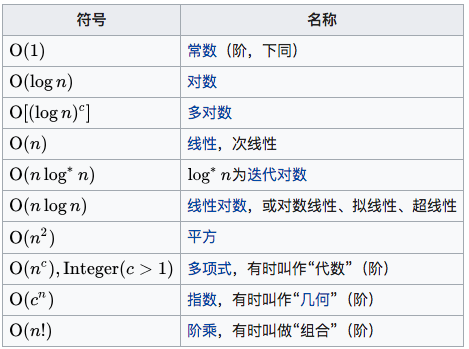 符号 名称
O(1) 常数（阶，下同）
O(log n) 对数
O[(log n)^c] 多对数
O(n) 线性，次线性
O(n log* n) log* n为迭代对数
O(n log n) 线性对数，或对数线性、拟线性、超线性
O(n²) 平方
O(n^c), Integer(c > 1) 多项式，有时叫作“代数”（阶）
O(c^n) 指数，有时叫作“几何”（阶）
O(n!) 阶乘，有时叫做“组合”（阶）